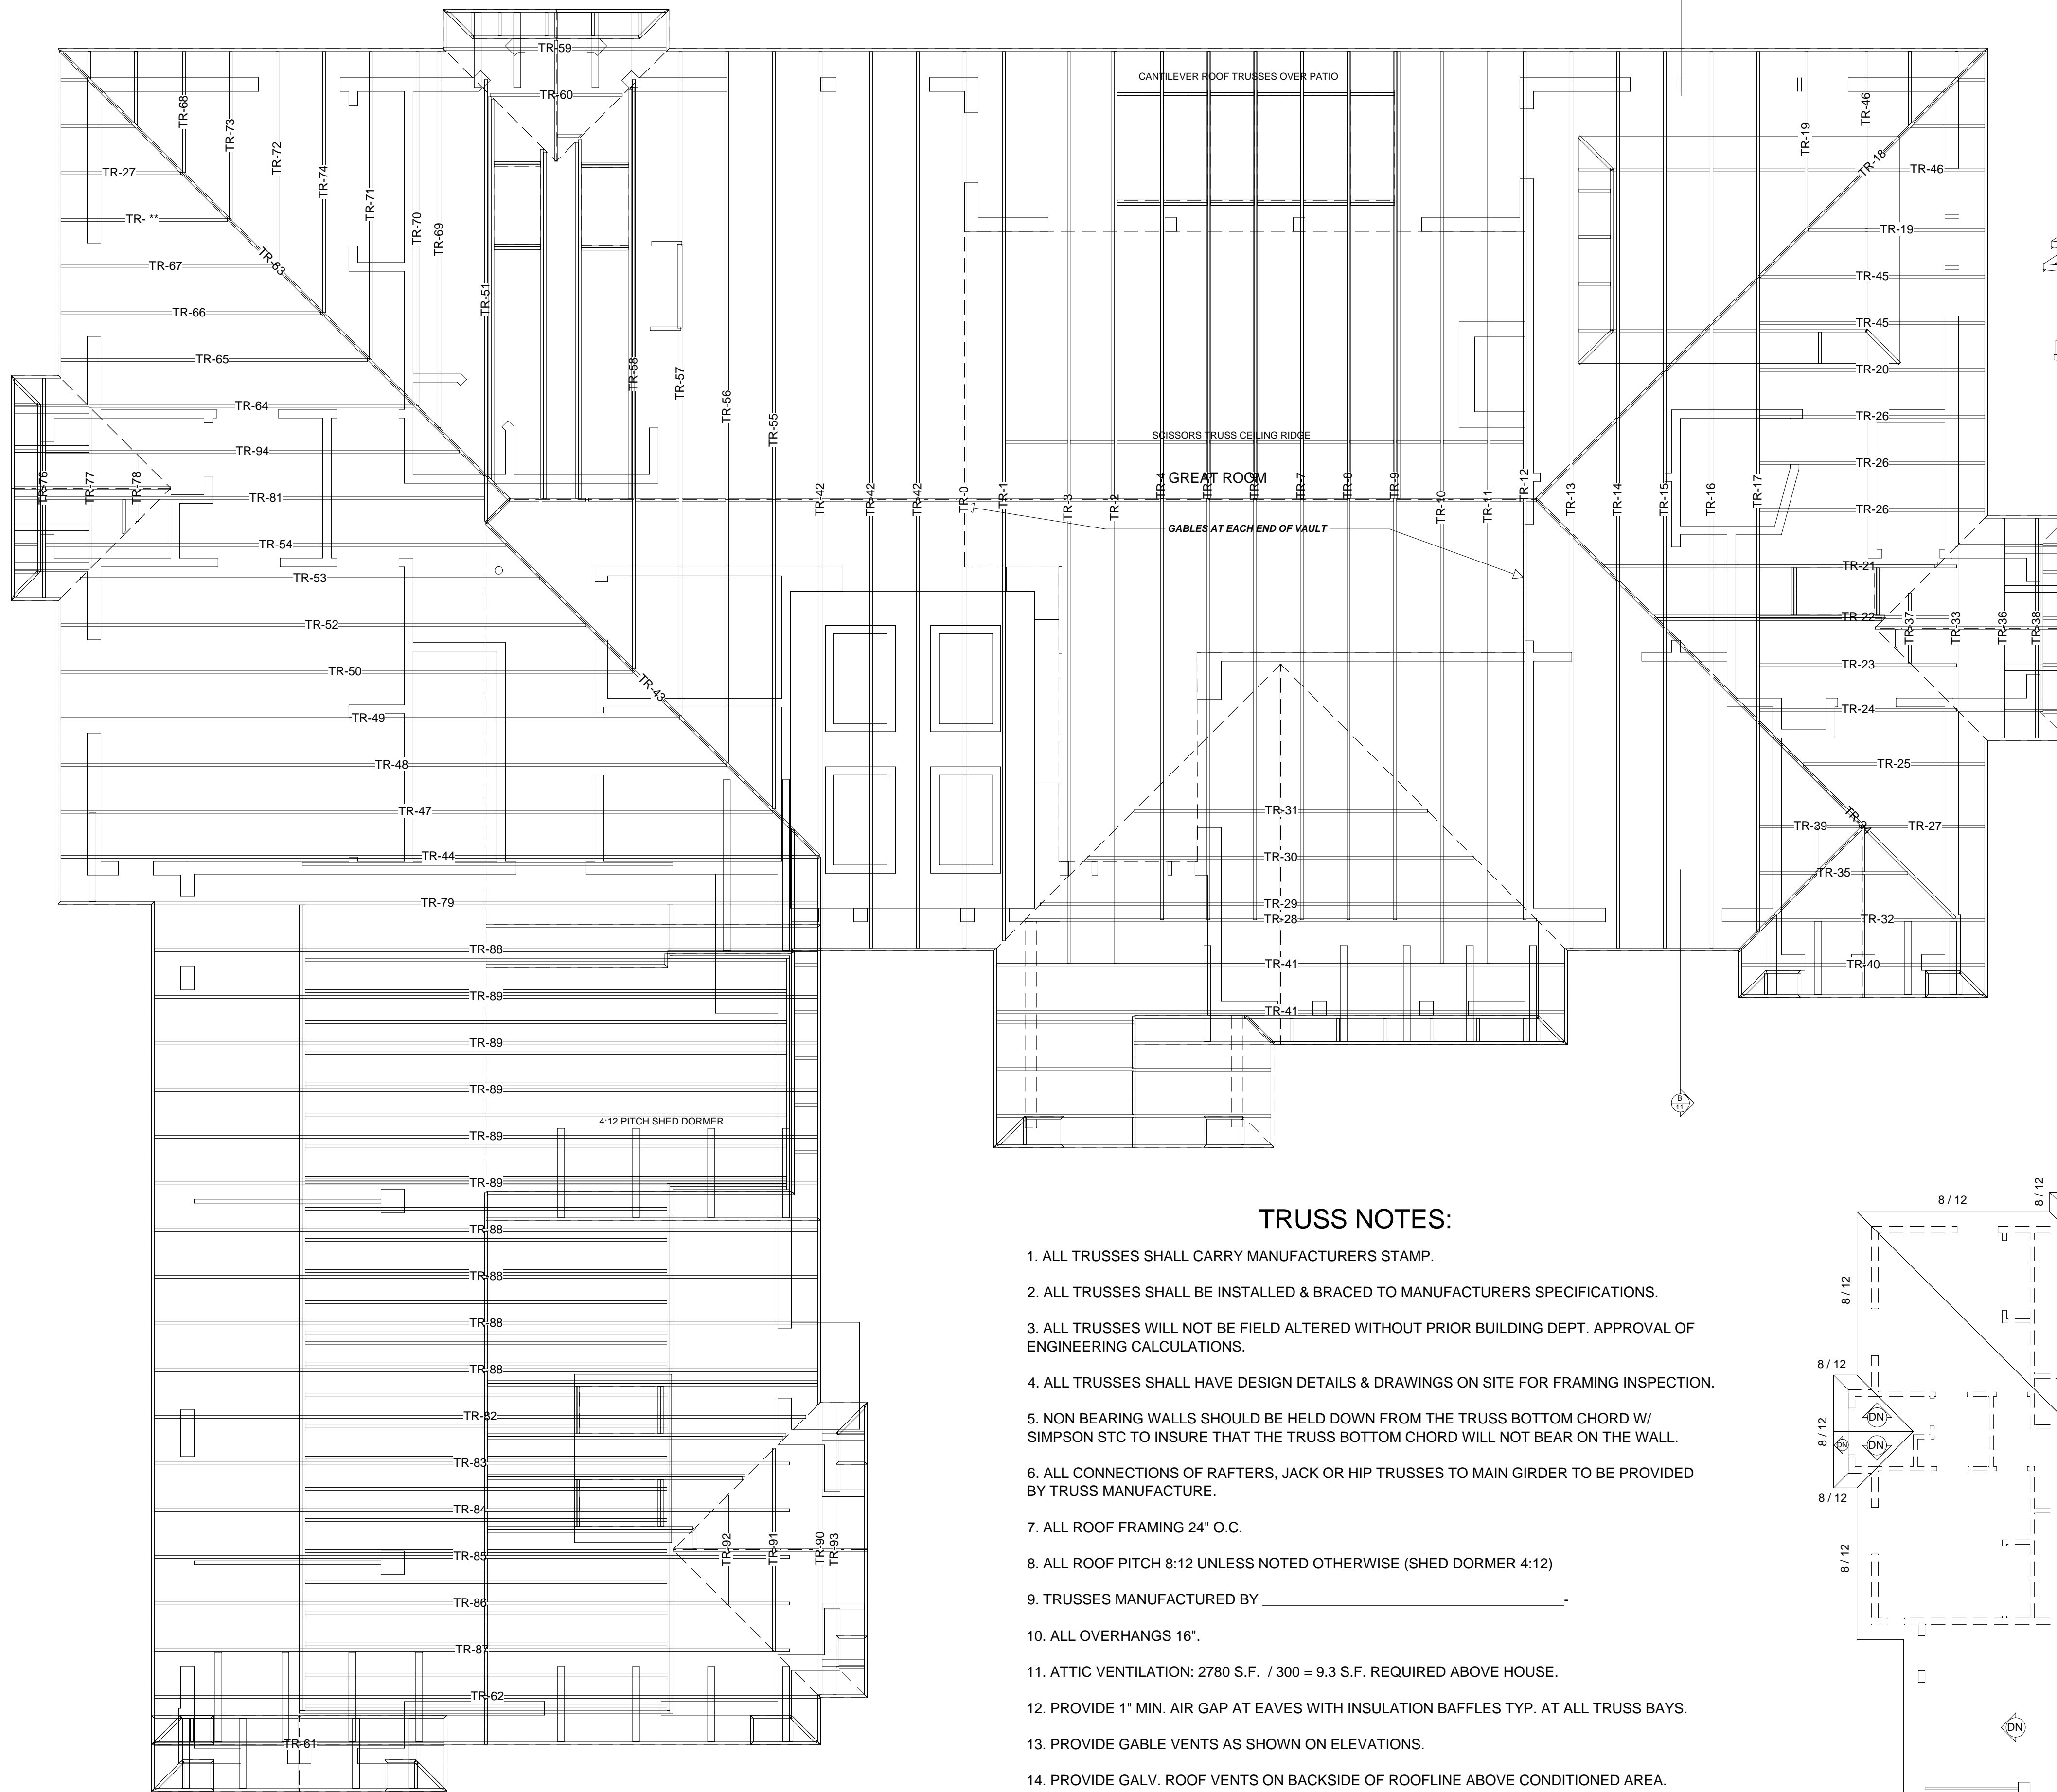 TR-59
CANTILEVER ROOF TRUSSES OVER PATIO
TR-60
TR-68
TR-73
TR-72
TR-74
TR-71
TR-70
TR-69
TR-27
TR- **
TR-67
TR-63
TR-66
TR-65
TR-64
TR-94
TR-76
TR-77
TR-78
TR-81
TR-54
TR-53
TR-52
TR-50
TR-49
TR-48
TR-47
TR-44
TR-79
TR-51
TR-58
TR-57
TR-56
TR-55
TR-43
TR-42
TR-42
TR-42
TR-0
TR-1
TR-3
TR-2
TR-4
TR-7
TR-8
TR-9
TR-10
TR-11
TR-12
TR-13
TR-14
TR-15
TR-16
TR-17
SCISSORS TRUSS CEILING RIDGE
GREAT ROOM
GABLES AT EACH END OF VAULT
TR-19
TR-46
TR-18
TR-46
TR-19
TR-45
TR-45
TR-20
TR-26
TR-26
TR-26
TR-21
TR-22
TR-37
TR-33
TR-36
TR-38
TR-23
TR-24
TR-25
TR-34
TR-39
TR-27
TR-35
TR-32
TR-40
TR-31
TR-30
TR-29
TR-28
TR-41
TR-41
TR-88
TR-89
TR-89
TR-89
4:12 PITCH SHED DORMER
TR-89
TR-89
TR-88
TR-88
TR-88
TR-88
TR-82
TR-83
TR-84
TR-85
TR-86
TR-87
TR-62
TR-61
TR-92
TR-91
TR-90
TR-93
B
11
TRUSS NOTES:
1. ALL TRUSSES SHALL CARRY MANUFACTURERS STAMP.
2. ALL TRUSSES SHALL BE INSTALLED & BRACED TO MANUFACTURERS SPECIFICATIONS.
3. ALL TRUSSES WILL NOT BE FIELD ALTERED WITHOUT PRIOR BUILDING DEPT. APPROVAL OF
ENGINEERING CALCULATIONS.
4. ALL TRUSSES SHALL HAVE DESIGN DETAILS & DRAWINGS ON SITE FOR FRAMING INSPECTION.
5. NON BEARING WALLS SHOULD BE HELD DOWN FROM THE TRUSS BOTTOM CHORD W/
SIMPSON STC TO INSURE THAT THE TRUSS BOTTOM CHORD WILL NOT BEAR ON THE WALL.
6. ALL CONNECTIONS OF RAFTERS, JACK OR HIP TRUSSES TO MAIN GIRDER TO BE PROVIDED
BY TRUSS MANUFACTURE.
7. ALL ROOF FRAMING 24" O.C.
8. ALL ROOF PITCH 8:12 UNLESS NOTED OTHERWISE (SHED DORMER 4:12)
9. TRUSSES MANUFACTURED BY ____________________________________-
10. ALL OVERHANGS 16".
11. ATTIC VENTILATION: 2780 S.F. / 300 = 9.3 S.F. REQUIRED ABOVE HOUSE.
12. PROVIDE 1" MIN. AIR GAP AT EAVES WITH INSULATION BAFFLES TYP. AT ALL TRUSS BAYS.
13. PROVIDE GABLE VENTS AS SHOWN ON ELEVATIONS.
14. PROVIDE GALV. ROOF VENTS ON BACKSIDE OF ROOFLINE ABOVE CONDITIONED AREA.
8 / 12
8 / 12
8 / 12
8 / 12
8 / 12
8 / 12
8 / 12
DN
DN
DN
DN